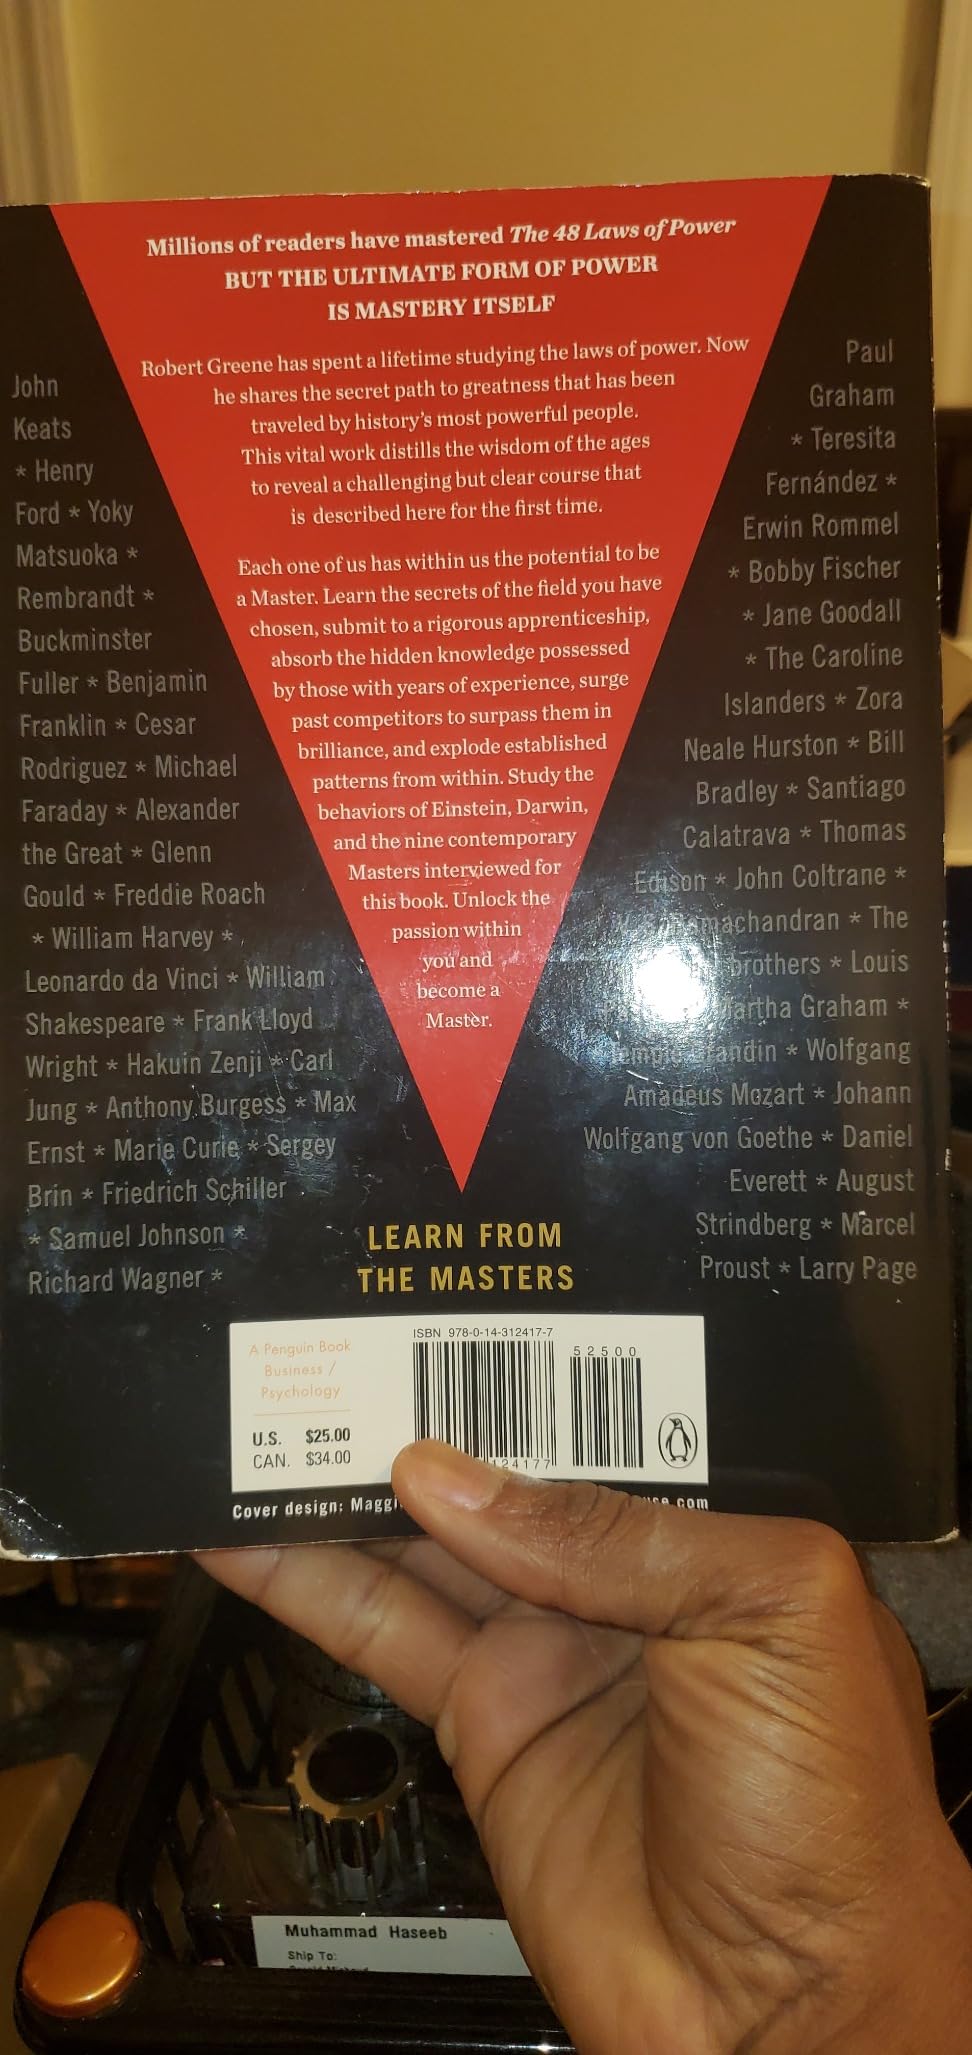 Millions of readers have mastered The 48 Laws of Power
BUT THE ULTIMATE FORM OF POWER
IS MASTERY ITSELF
Robert Greene has spent a lifetime studying the laws of power. Now
he shares the secret path to greatness that has been
traveled by history's most powerful people.
This vital work distills the wisdom of the ages
to reveal a challenging but clear course that
is described here for the first time.
Each one of us has within us the potential to be
a Master. Learn the secrets of the field you have
chosen, submit to a rigorous apprenticeship,
absorb the hidden knowledge possessed
by those with years of experience, surge
past competitors to surpass them in
brilliance, and explode established
patterns from within. Study the
behaviors of Einstein, Darwin,
and the nine contemporary
Masters interviewed for
this book. Unlock the
passion within
you and
become a
Master.
John
Keats
* Henry
Ford * Yoky
Matsuoka *
Rembrandt *
Buckminster
Fuller * Benjamin
Franklin * Cesar
Rodriguez * Michael
Faraday * Alexander
the Great * Glenn
Gould * Freddie Roach
* William Harvey *
Leonardo da Vinci * William
Shakespeare * Frank Lloyd
Wright * Hakuin Zenji * Carl
Jung * Anthony Burgess * Max
Ernst * Marie Curie * Sergey
Brin * Friedrich Schiller
* Samuel Johnson *
Richard Wagner *
Paul
Graham
* Teresita
Fernández *
Erwin Rommel
* Bobby Fischer
* Jane Goodall
* The Caroline
Islanders * Zora
Neale Hurston * Bill
Bradley * Santiago
Calatrava * Thomas
Edison * John Coltrane *
* The
brothers * Louis
Martha Graham *
Temple Grandin * Wolfgang
Amadeus Mozart * Johann
Wolfgang von Goethe * Daniel
Everett * August
Strindberg * Marcel
Proust * Larry Page
LEARN FROM
THE MASTERS
A Penguin Book
Business /
Psychology
U.S. $25.00
CAN. $34.00
ISBN 978-0-14-312417-7
52500
124177
Cover design:
Muhammad Haseeb
Ship To: